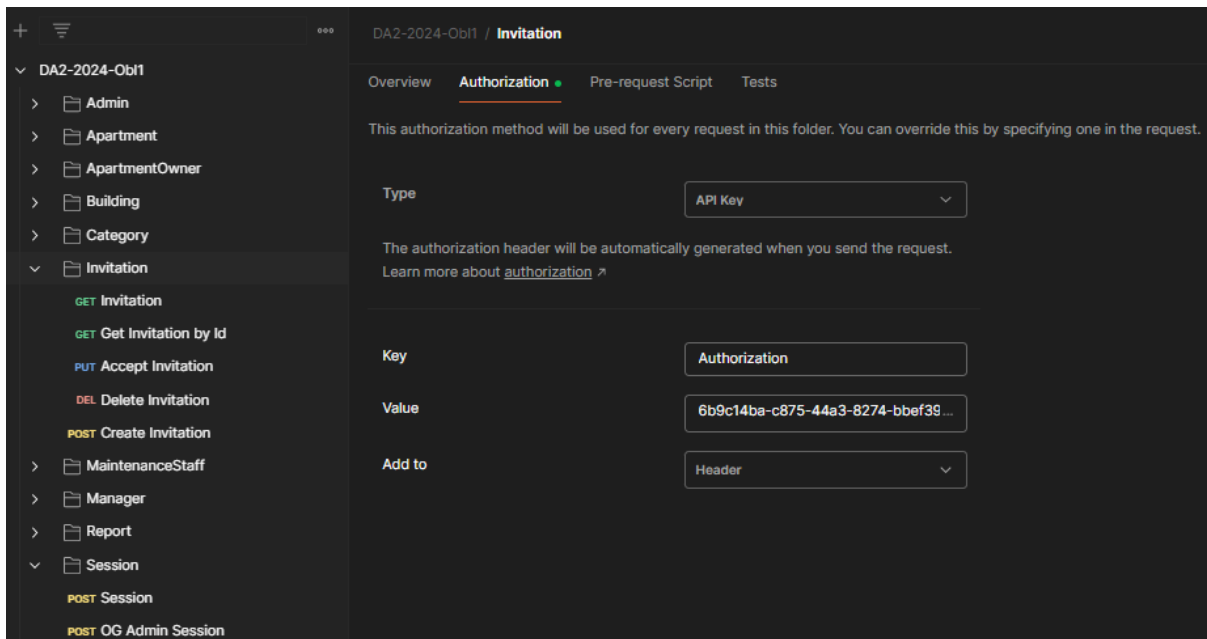 DA2-2024-Obl1 / Invitation
DA2-2024-Obl1
Admin
Apartment
ApartmentOwner
Building
Category
Invitation
GET Invitation
GET Get Invitation by Id
PUT Accept Invitation
DEL Delete Invitation
POST Create Invitation
MaintenanceStaff
Manager
Report
Session
POST Session
POST OG Admin Session
Overview Authorization Pre-request Script Tests
This authorization method will be used for every request in this folder. You can override this by specifying one in the request.
Type API Key
The authorization header will be automatically generated when you send the request.
Learn more about authorization ↗
Key Authorization
Value 6b9c14ba-c875-44a3-8274-bbef39...
Add to Header